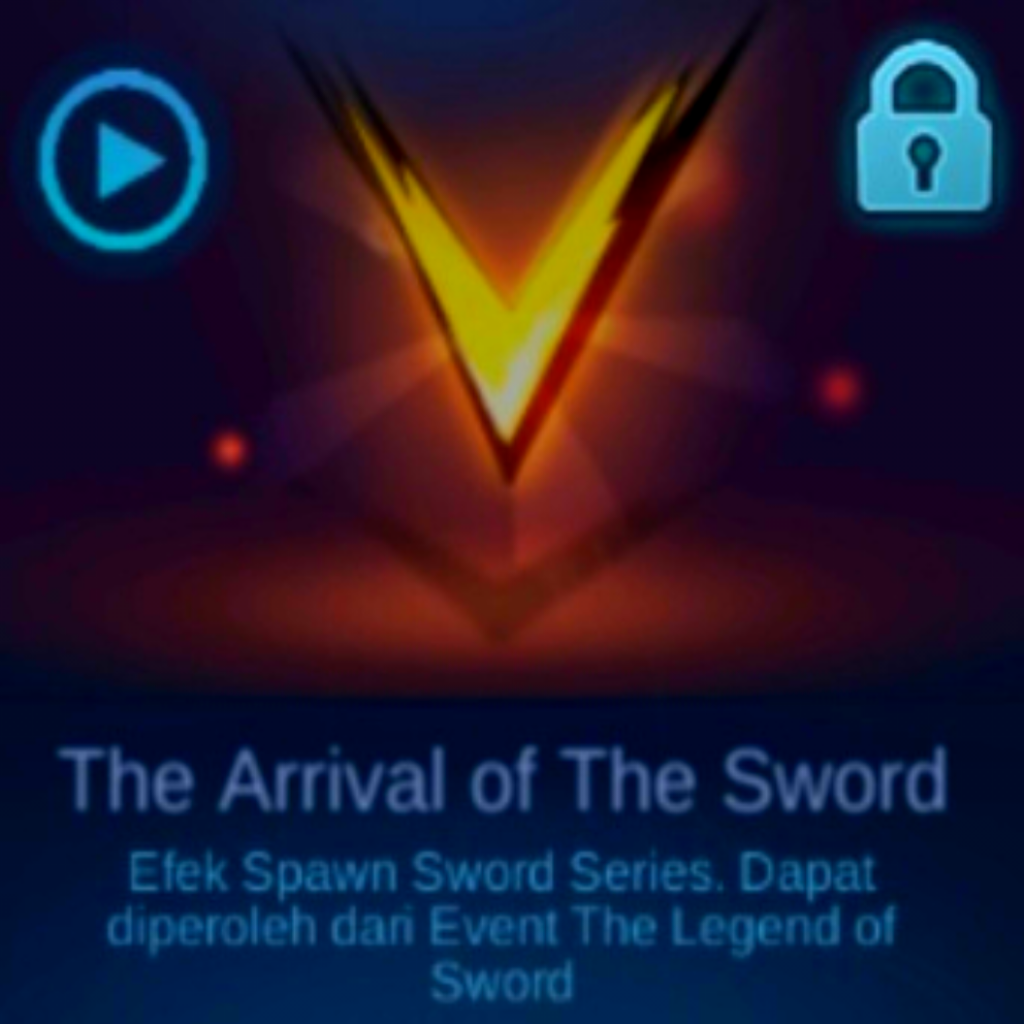 The Arrival of The Sword
Efek Spawn Sword Series. Dapat
diperoleh dari Event The Legend of
Sword